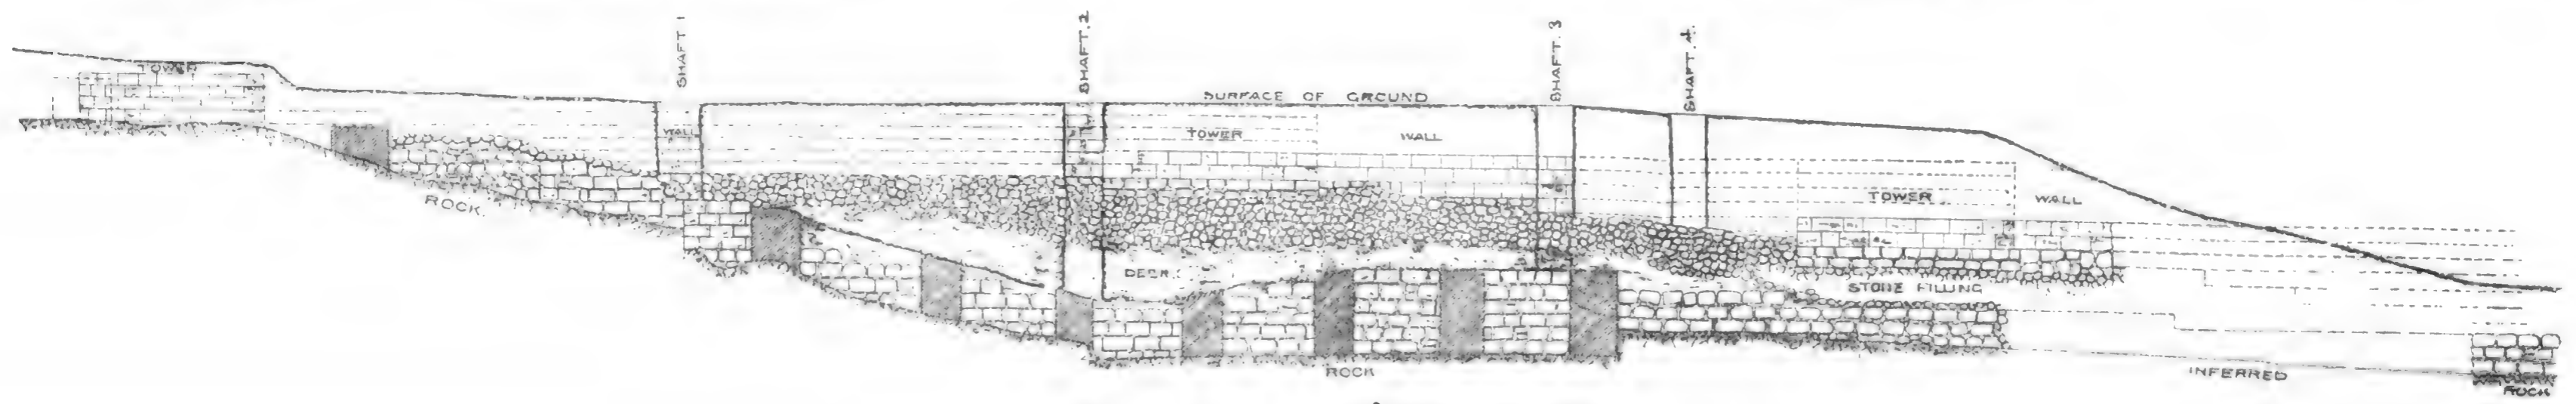 TOWER
SHAFT. 1
SHAFT. 2
SHAFT. 3
SHAFT. 4.
SURFACE OF GROUND
WALL
TOWER
WALL
TOWER
WALL
ROCK.
STONE FILLING
ROCK
INFERRED
ROCK